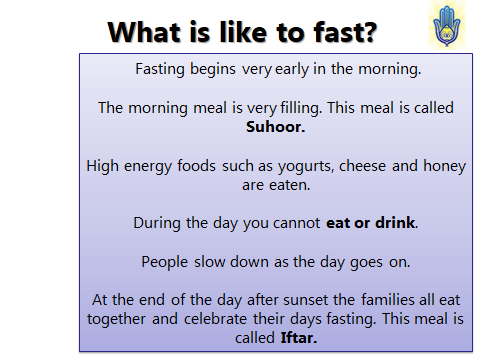 What is like to fast?
Fasting begins very early in the morning.
The morning meal is very filling. This meal is called
Suhoor.
High energy foods such as yogurts, cheese and honey
are eaten.
During the day you cannot eat or drink.
People slow down as the day goes on.
At the end of the day after sunset the families all eat
together and celebrate their days fasting. This meal is
called Iftar.